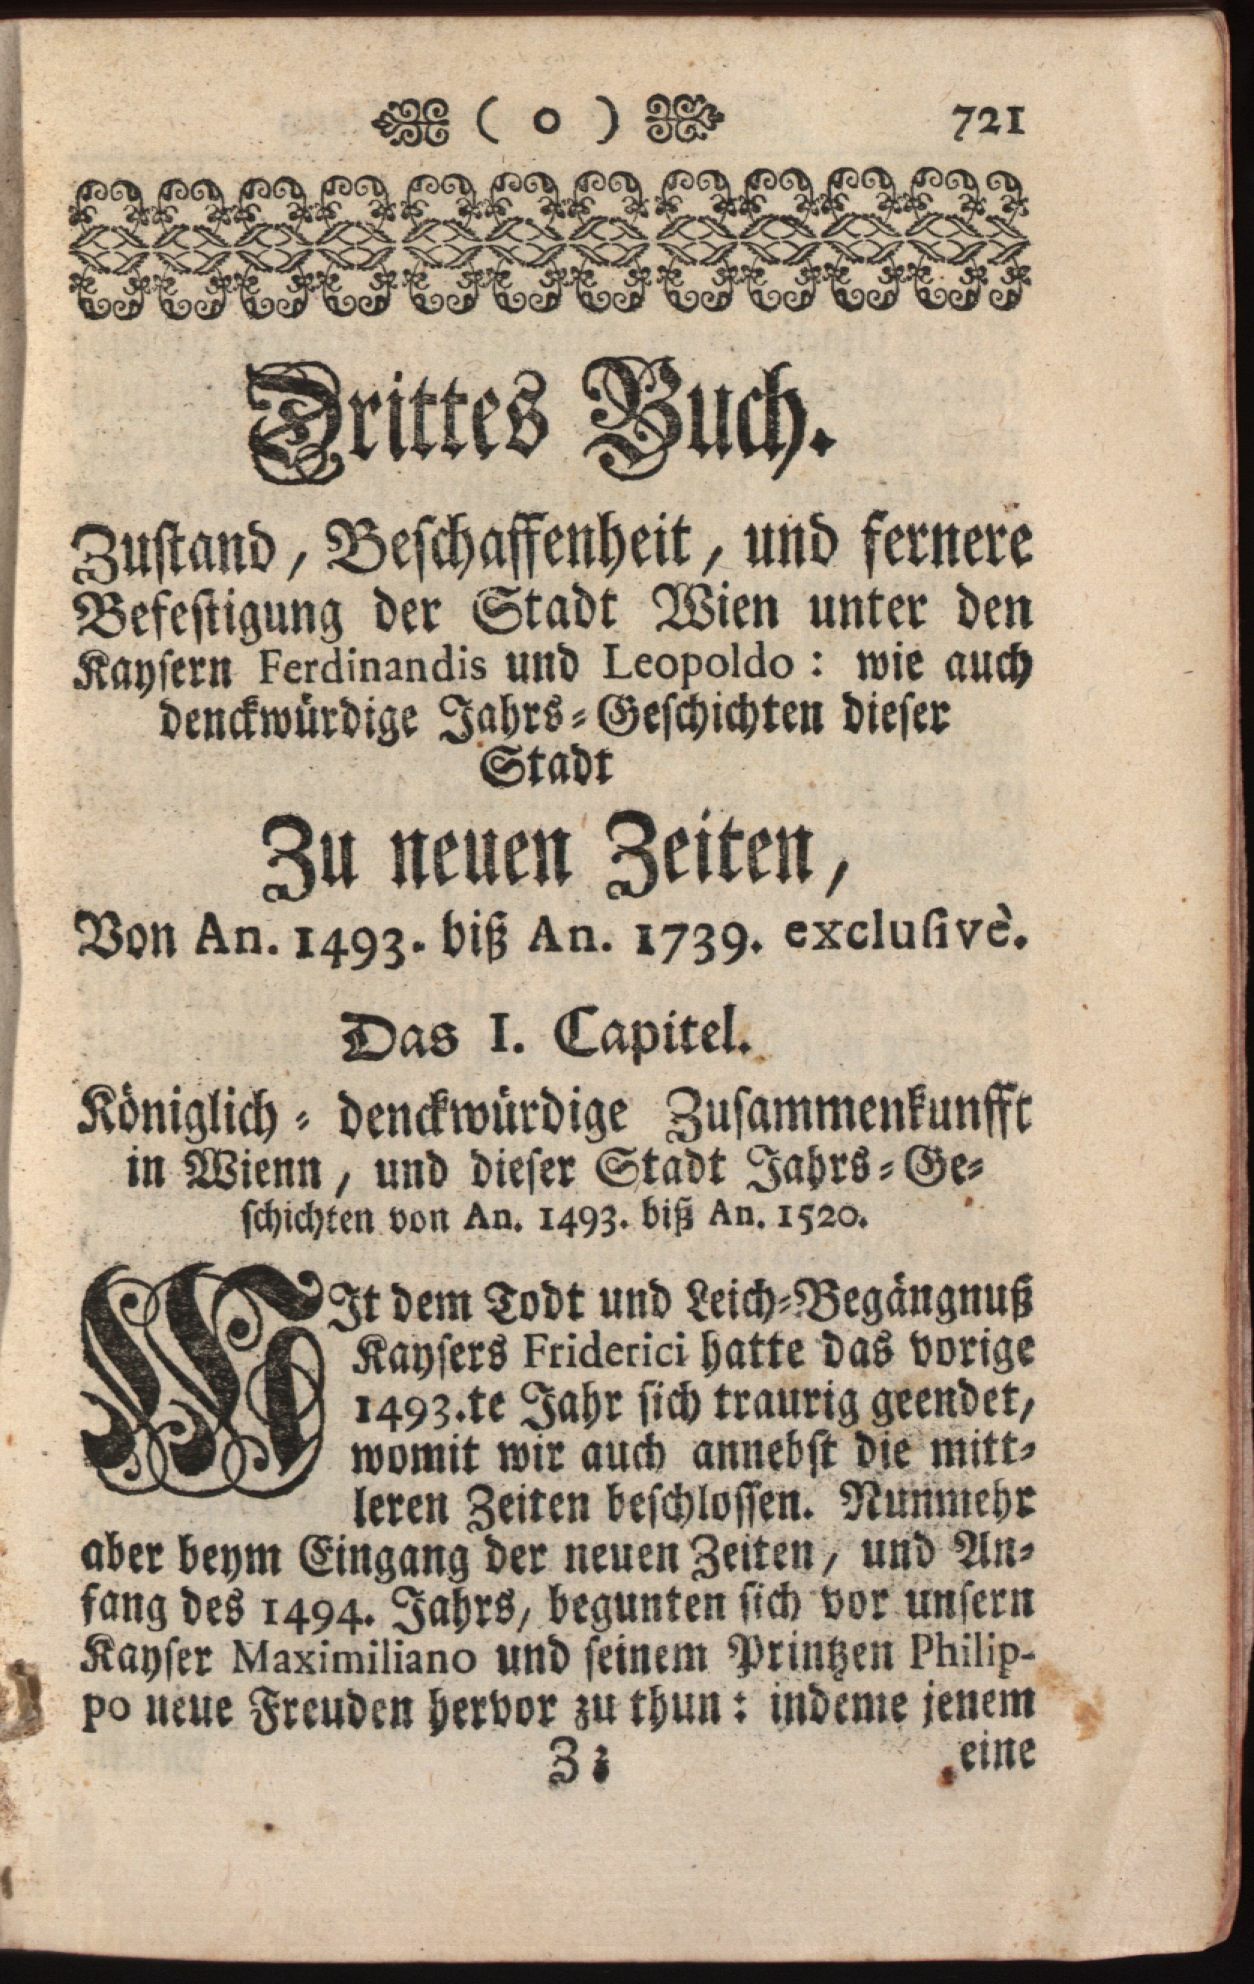 ( o ) 721
Drittes Buch.
Zustand, Beschaffenheit, und fernere
Befestigung der Stadt Wien unter den
Kaysern Ferdinandis und Leopoldo: wie auch
denckwürdige Jahrs-Geschichten dieser
Stadt
Zu neuen Zeiten,
Von An. 1493. biß An. 1739. exclusivè.
Das I. Capitel.
Königlich-denckwürdige Zusammenkunfft
in Wienn, und dieser Stadt Jahrs-Ge-
schichten von An. 1493. biß An. 1520.
MIt dem Todt und Leich-Begängnuß
Kaysers Friderici hatte das vorige
1493.te Jahr sich traurig geendet,
womit wir auch annebst die mitt-
leren Zeiten beschlossen. Nunmehr
aber beym Eingang der neuen Zeiten, und An-
fang des 1494. Jahrs, begunten sich vor unsern
Kayser Maximiliano und seinem Printzen Philip-
po neue Freuden hervor zu thun: indeme jenem
Zz eine